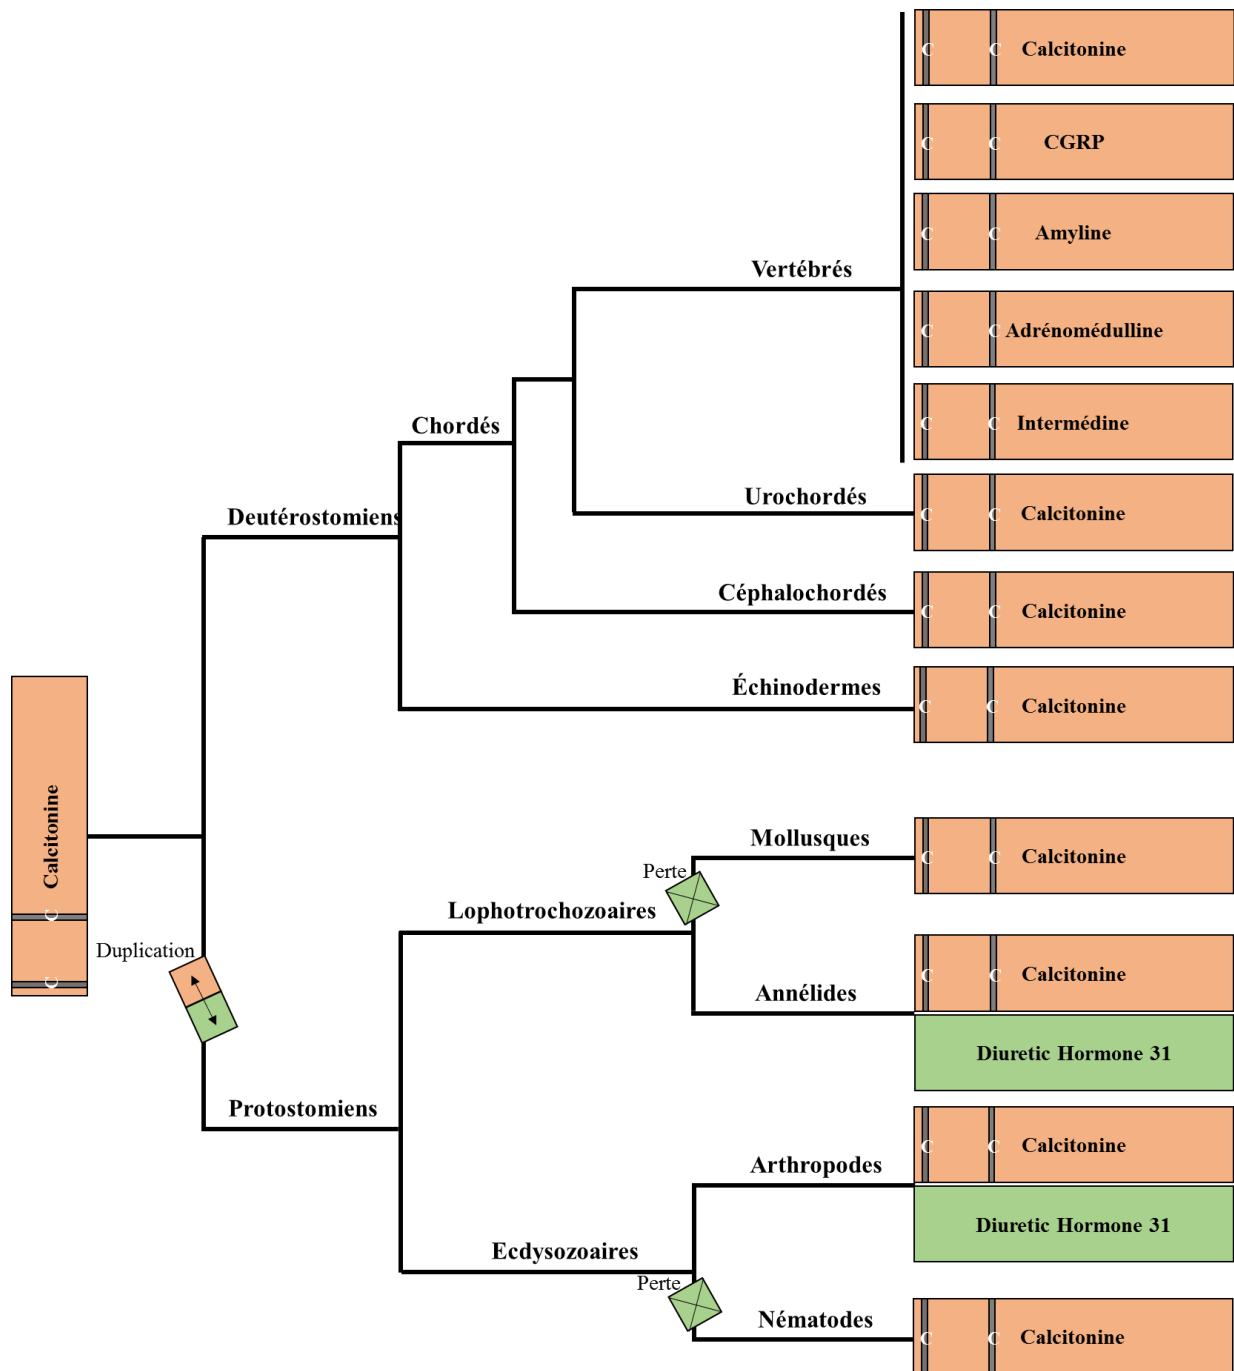 C C Calcitonine
C C CGRP
C C Amyline
Vertébrés
C C Adrénomédulline
C C Intermédine
Chordés
Urochordés
C C Calcitonine
Deutérostomiens
Céphalochordés
C C Calcitonine
Échinodermes
C C Calcitonine
Calcitonine
C
C
Mollusques
C C Calcitonine
Perte
Lophotrochozoaires
Duplication
Annélides
C C Calcitonine
Diuretic Hormone 31
Protostomiens
Arthropodes
C C Calcitonine
Diuretic Hormone 31
Ecdysozoaires
Perte
Nématodes
C C Calcitonine